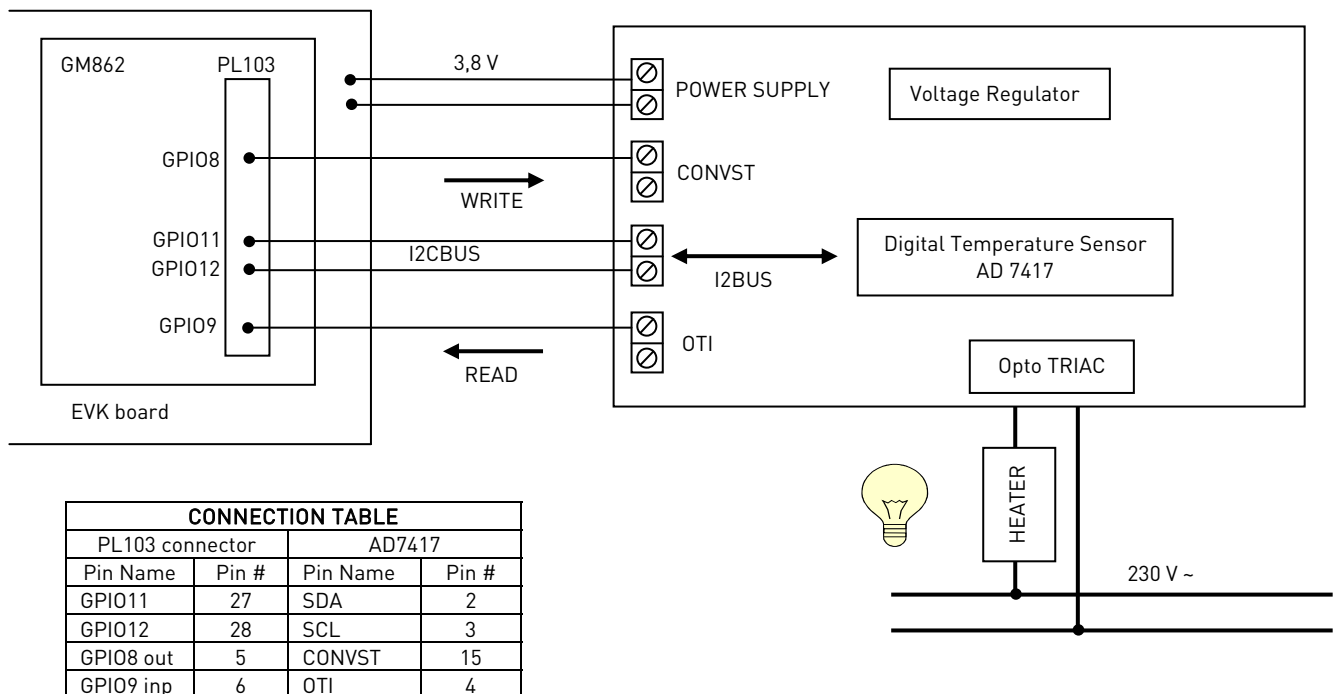 GM862
PL103
GPIO8
GPIO11
GPIO12
GPIO9
EVK board
3,8 V
WRITE
I2CBUS
READ
POWER SUPPLY
CONVST
I2BUS
OTI
Voltage Regulator
Digital Temperature Sensor
AD 7417
Opto TRIAC
HEATER
230 V ~
CONNECTION TABLE
PL103 connector AD7417
Pin Name Pin # Pin Name Pin #
GPIO11 27 SDA 2
GPIO12 28 SCL 3
GPIO8 out 5 CONVST 15
GPIO9 inp 6 OTI 4